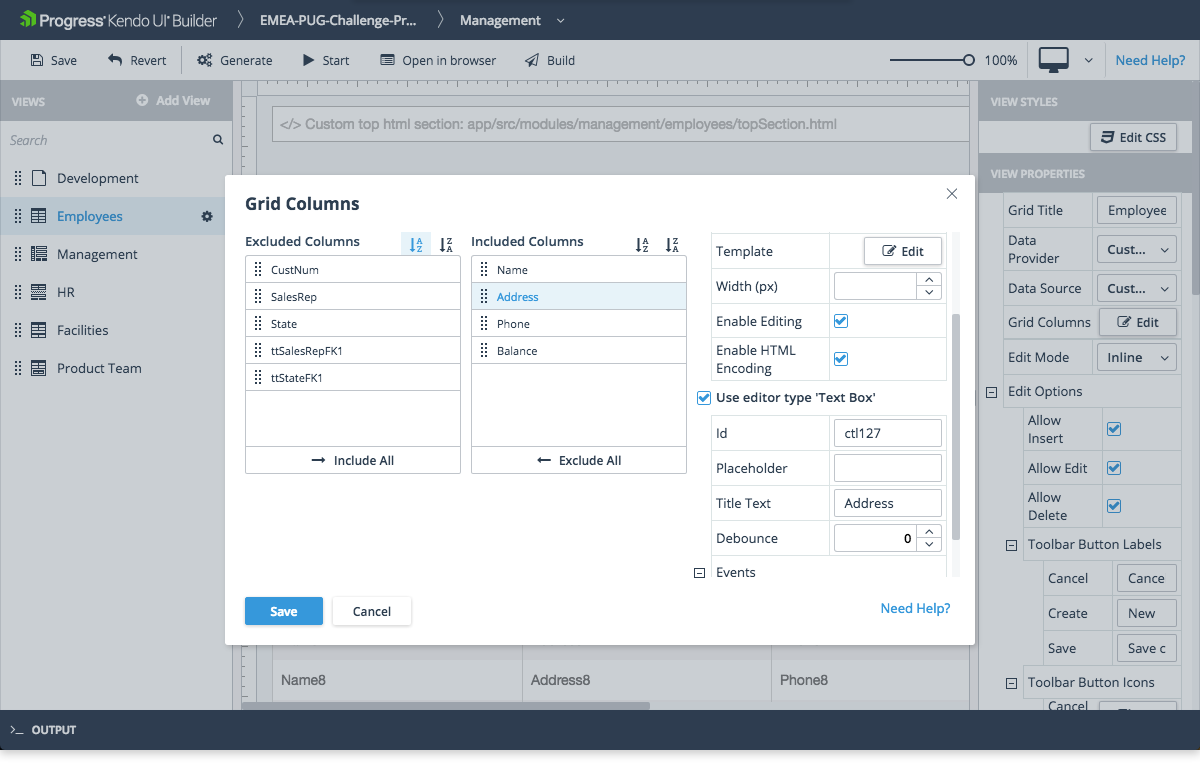 Progress Kendo UI Builder
EMEA-PUG-Challenge-Pr...
Management
Save
Revert
Generate
Start
Open in browser
Build
100%
Need Help?
VIEWS
Add View
Search
Development
Employees
Management
HR
Facilities
Product Team
</> Custom top html section: app/src/modules/management/employees/topSection.html
Grid Columns
Excluded Columns
CustNum
SalesRep
State
ttSalesRepFK1
ttStateFK1
Include All
Included Columns
Name
Address
Phone
Balance
Exclude All
Template
Edit
Width (px)
Enable Editing
Enable HTML
Encoding
Use editor type 'Text Box'
Id
ctl127
Placeholder
Title Text
Address
Debounce
0
Events
Save
Cancel
Need Help?
Name8
Address8
Phone8
VIEW STYLES
Edit CSS
VIEW PROPERTIES
Grid Title
Employee
Data
Provider
Cust...
Data Source
Cust...
Grid Columns
Edit
Edit Mode
Inline
Edit Options
Allow
Insert
Allow Edit
Allow
Delete
Toolbar Button Labels
Cancel
Cance
Create
New
Save
Save c
Toolbar Button Icons
Cancel
>_ OUTPUT